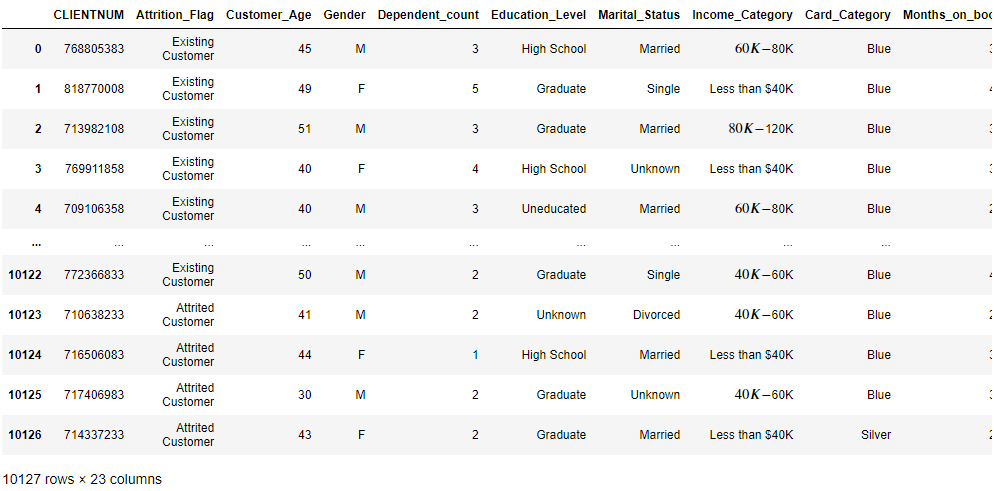 CLIENTNUM Attrition_Flag Customer_Age Gender Dependent_count Education_Level Marital_Status Income_Category Card_Category Months_on_boo
0 768805383 Existing Customer 45 M 3 High School Married 60K−80K Blue 3
1 818770008 Existing Customer 49 F 5 Graduate Single Less than $40K Blue 4
2 713982108 Existing Customer 51 M 3 Graduate Married 80K−120K Blue 3
3 769911858 Existing Customer 40 F 4 High School Unknown Less than $40K Blue 3
4 709106358 Existing Customer 40 M 3 Uneducated Married 60K−80K Blue 2
... ... ... ... ... ... ... ... ... ...
10122 772366833 Existing Customer 50 M 2 Graduate Single 40K−60K Blue 4
10123 710638233 Attrited Customer 41 M 2 Unknown Divorced 40K−60K Blue 2
10124 716506083 Attrited Customer 44 F 1 High School Married Less than $40K Blue 3
10125 717406983 Attrited Customer 30 M 2 Graduate Unknown 40K−60K Blue 3
10126 714337233 Attrited Customer 43 F 2 Graduate Married Less than $40K Silver 2
10127 rows × 23 columns